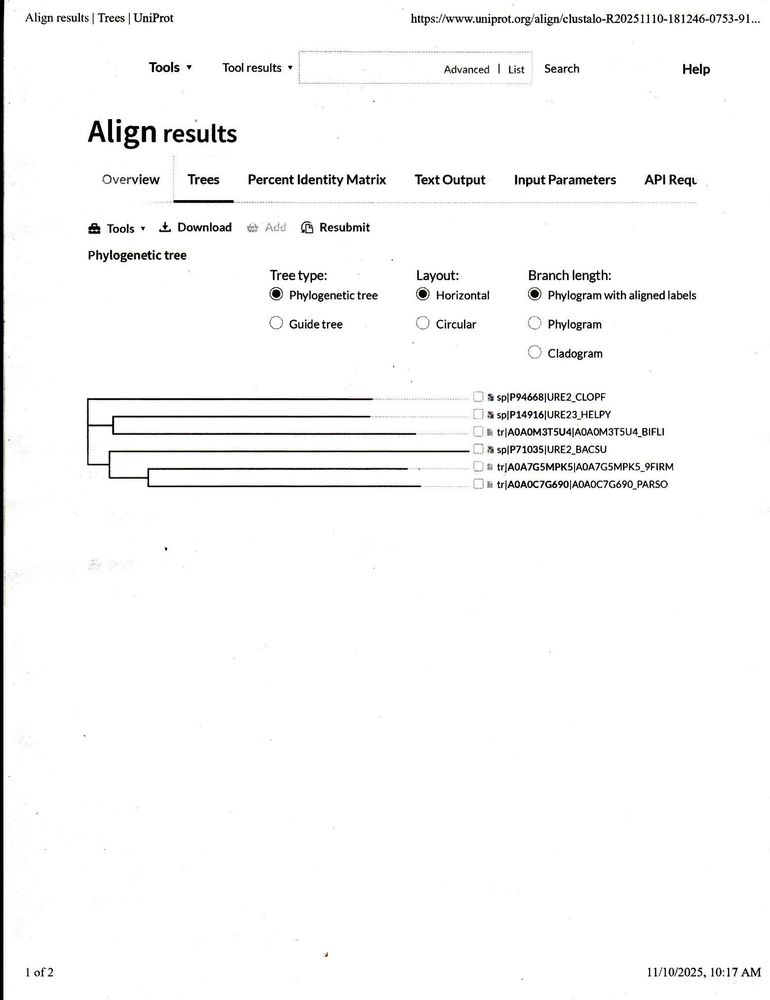 Align results | Trees | UniProt https://www.uniprot.org/align/clustalo-R20251110-181246-0753-91...
Tools ▼ Tool results ▼ Advanced | List Search Help
Align results
Overview Trees Percent Identity Matrix Text Output Input Parameters API Requ
Tools ▼ Download Add Resubmit
Phylogenetic tree
Tree type: Layout: Branch length:
Phylogenetic tree Horizontal Phylogram with aligned labels
Guide tree Circular Phylogram
Cladogram
sp|P94668|URE2_CLOPF
sp|P14916|URE23_HELPY
tr|A0A0M3T5U4|A0A0M3T5U4_BIFLI
sp|P71035|URE2_BACSU
tr|A0A7G5MPK5|A0A7G5MPK5_9FIRM
tr|A0A0C7G690|A0A0C7G690_PARSO
1 of 2 11/10/2025, 10:17 AM